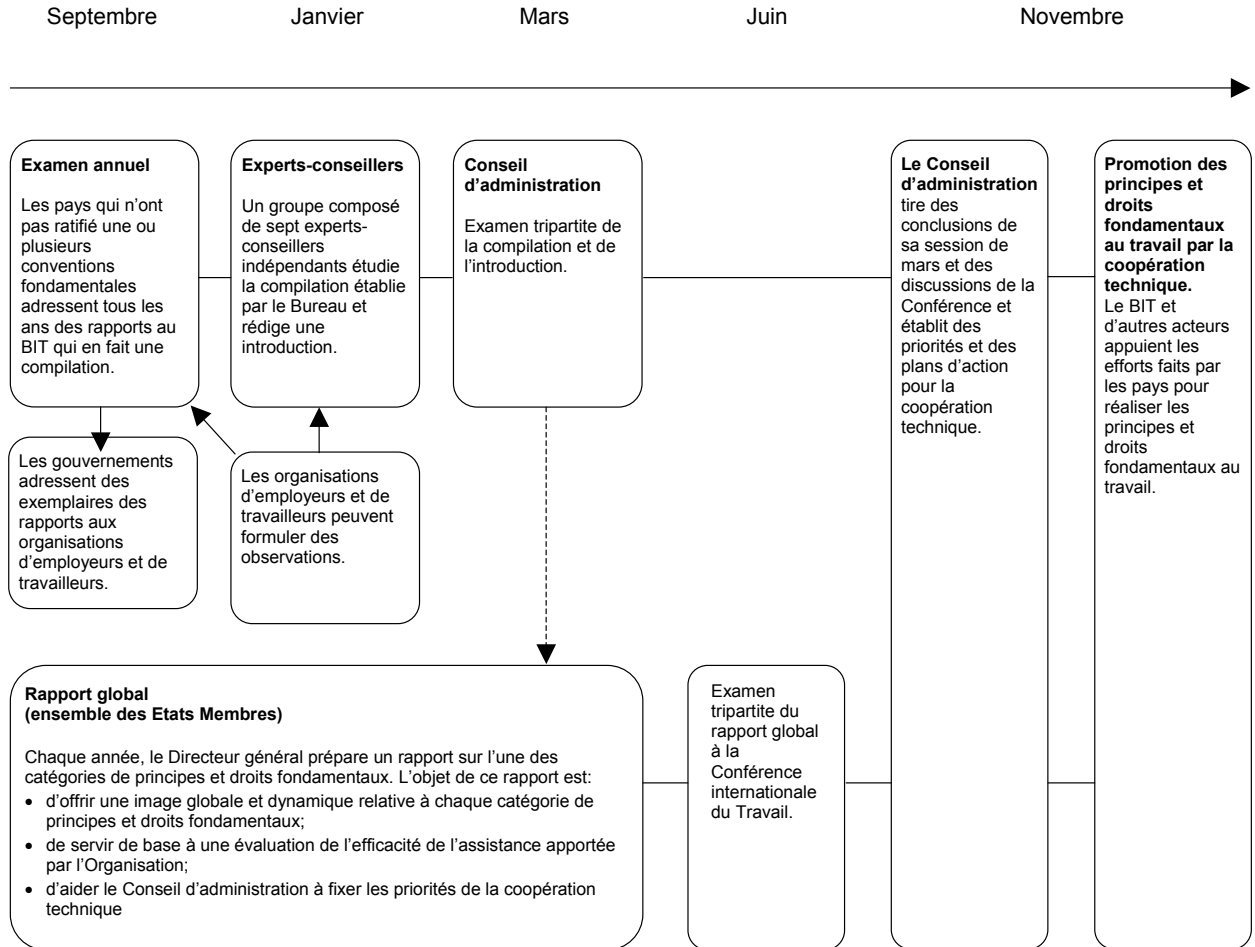 Septembre
Janvier
Mars
Juin
Novembre
Examen annuel
Les pays qui n’ont
pas ratifié une ou
plusieurs
conventions
fondamentales
adressent tous les
ans des rapports au
BIT qui en fait une
compilation.
Experts-conseillers
Un groupe composé
de sept experts-
conseillers
indépendants étudie
la compilation établie
par le Bureau et
rédige une
introduction.
Conseil
d’administration
Examen tripartite de
la compilation et de
l’introduction.
Le Conseil
d’administration
tire des
conclusions de
sa session de
mars et des
discussions de la
Conférence et
établit des
priorités et des
plans d’action
pour la
coopération
technique.
Promotion des
principes et
droits
fondamentaux
au travail par la
coopération
technique.
Le BIT et
d’autres acteurs
appuient les
efforts faits par
les pays pour
réaliser les
principes et
droits
fondamentaux au
travail.
Les gouvernements
adressent des
exemplaires des
rapports aux
organisations
d’employeurs et de
travailleurs.
Les organisations
d’employeurs et de
travailleurs peuvent
formuler des
observations.
Rapport global
(ensemble des Etats Membres)
Chaque année, le Directeur général prépare un rapport sur l’une des
catégories de principes et droits fondamentaux. L’objet de ce rapport est:
• d’offrir une image globale et dynamique relative à chaque catégorie de
principes et droits fondamentaux;
• de servir de base à une évaluation de l’efficacité de l’assistance apportée
par l’Organisation;
• d’aider le Conseil d’administration à fixer les priorités de la coopération
technique
Examen
tripartite du
rapport global
à la
Conférence
internationale
du Travail.